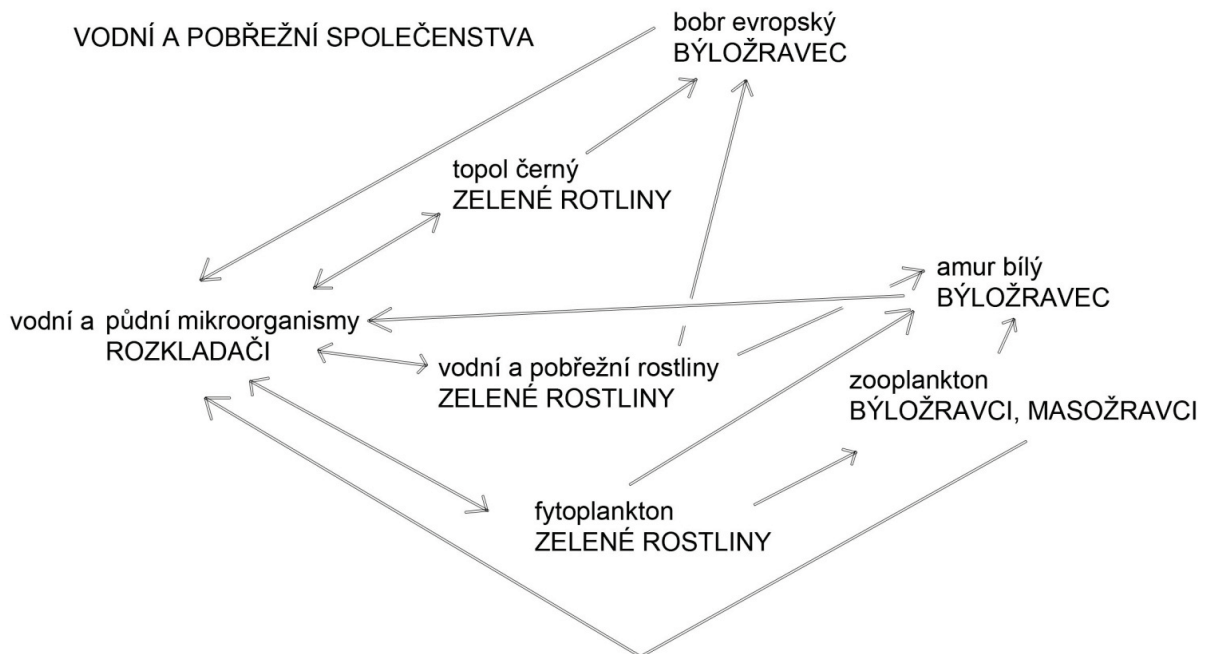 VODNÍ A POBŘEŽNÍ SPOLEČENSTVA
bobr evropský
BÝLOŽRAVEC
topol černý
ZELENÉ ROTLINY
amur bílý
BÝLOŽRAVEC
vodní a půdní mikroorganismy
ROZKLADAČI
vodní a pobřežní rostliny
ZELENÉ ROSTLINY
zooplankton
BÝLOŽRAVCI, MASOŽRAVCI
fytoplankton
ZELENÉ ROSTLINY